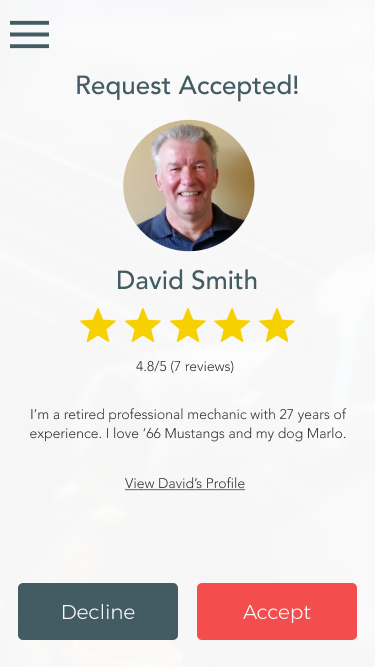 Request Accepted!
David Smith
4.8/5 (7 reviews)
I’m a retired professional mechanic with 27 years of
experience. I love ‘66 Mustangs and my dog Marlo.
View David’s Profile
Decline
Accept